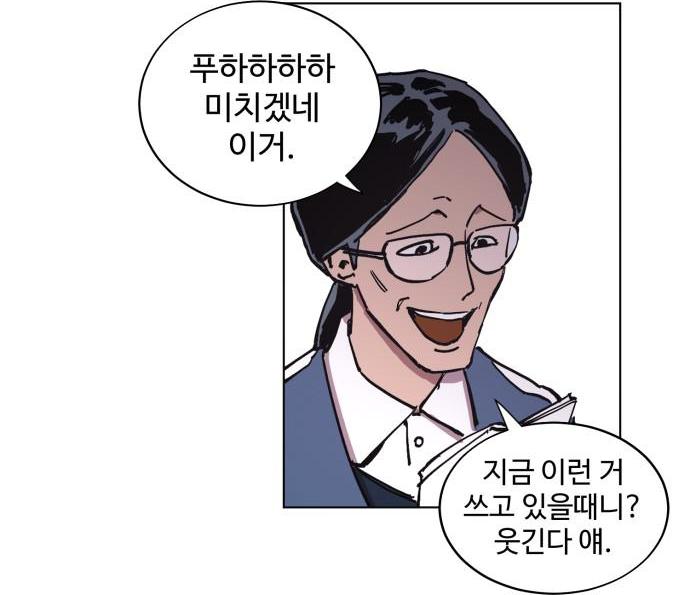 푸하하하하
미치겠네
이거.
지금 이런 거
쓰고 있을때니?
웃긴다 얘.